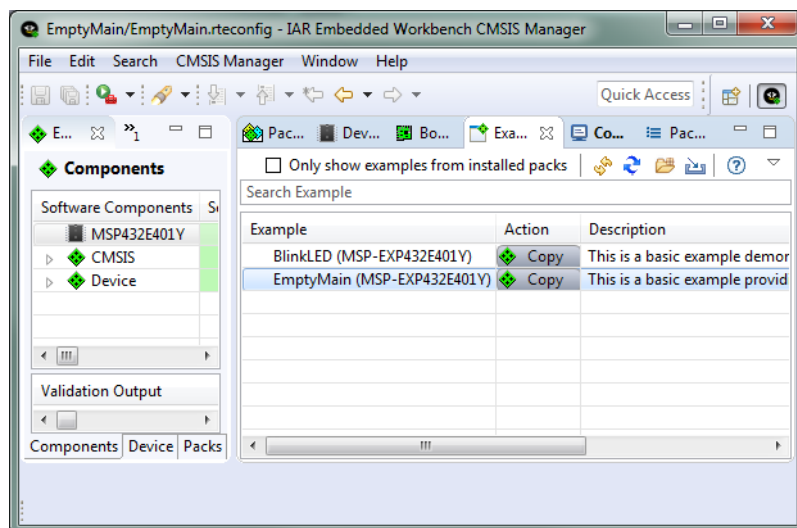 EmptyMain/EmptyMain.rteconfig - IAR Embedded Workbench CMSIS Manager
File Edit Search CMSIS Manager Window Help
Quick Access
E... »1 Pac... Dev... Bo... Exa... Co... Pac...
Components
Only show examples from installed packs
Search Example
Software Components
Example Action Description
MSP432E401Y
BlinkLED (MSP-EXP432E401Y) Copy This is a basic example demor
CMSIS
EmptyMain (MSP-EXP432E401Y) Copy This is a basic example provid
Device
Validation Output
Components Device Packs